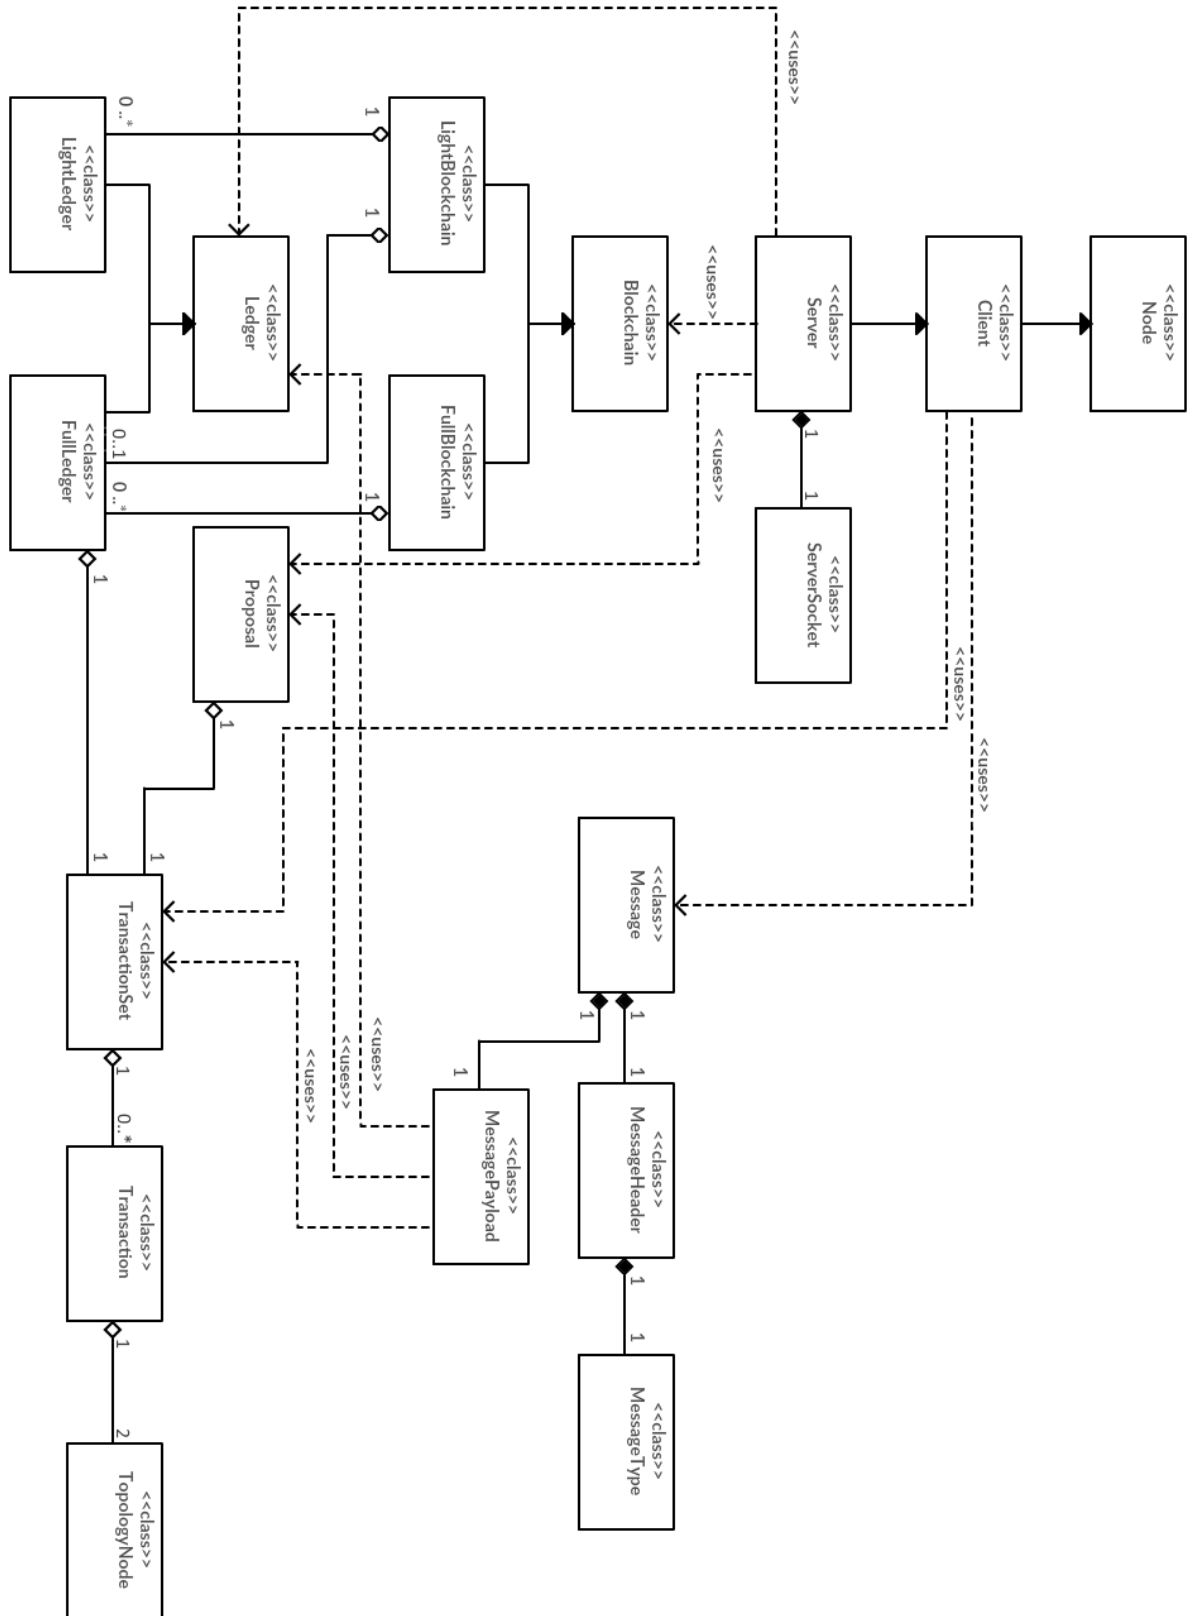 <<class>>
Node
<<class>>
Client
<<uses>>
<<uses>>
<<uses>>
<<class>>
Server
1
1
<<class>>
ServerSocket
<<uses>>
<<uses>>
<<class>>
Blockchain
<<class>>
Message
1
1
<<class>>
MessageHeader
1
1
<<class>>
MessageType
1
1
<<class>>
MessagePayload
<<class>>
LightBlockchain
<<class>>
FullBlockchain
1
1
1
<<uses>>
<<uses>>
<<uses>>
<<class>>
Ledger
<<class>>
Proposal
1
1
1
<<class>>
TransactionSet
1
0..*
<<class>>
Transaction
1
2
<<class>>
TopologyNode
0..*
0..1
0..*
<<class>>
LightLedger
<<class>>
FullLedger
1